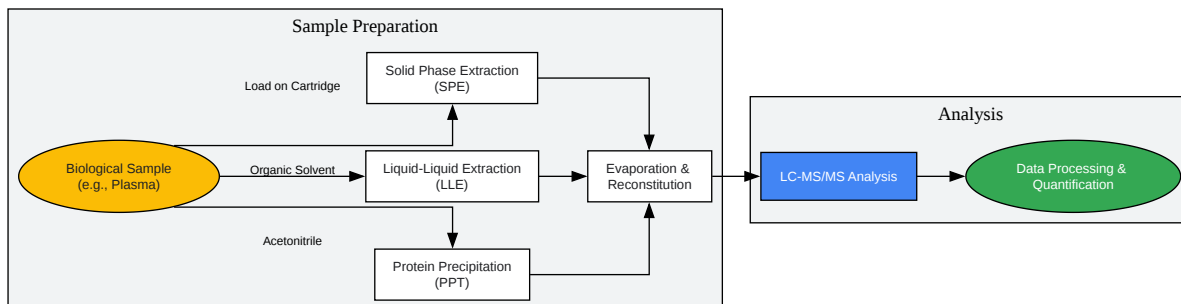 Sample Preparation
Load on Cartridge
Solid Phase Extraction
(SPE)
Biological Sample
(e.g., Plasma)
Organic Solvent
Liquid-Liquid Extraction
(LLE)
Evaporation &
Reconstitution
Acetonitrile
Protein Precipitation
(PPT)
Analysis
LC-MS/MS Analysis
Data Processing &
Quantification